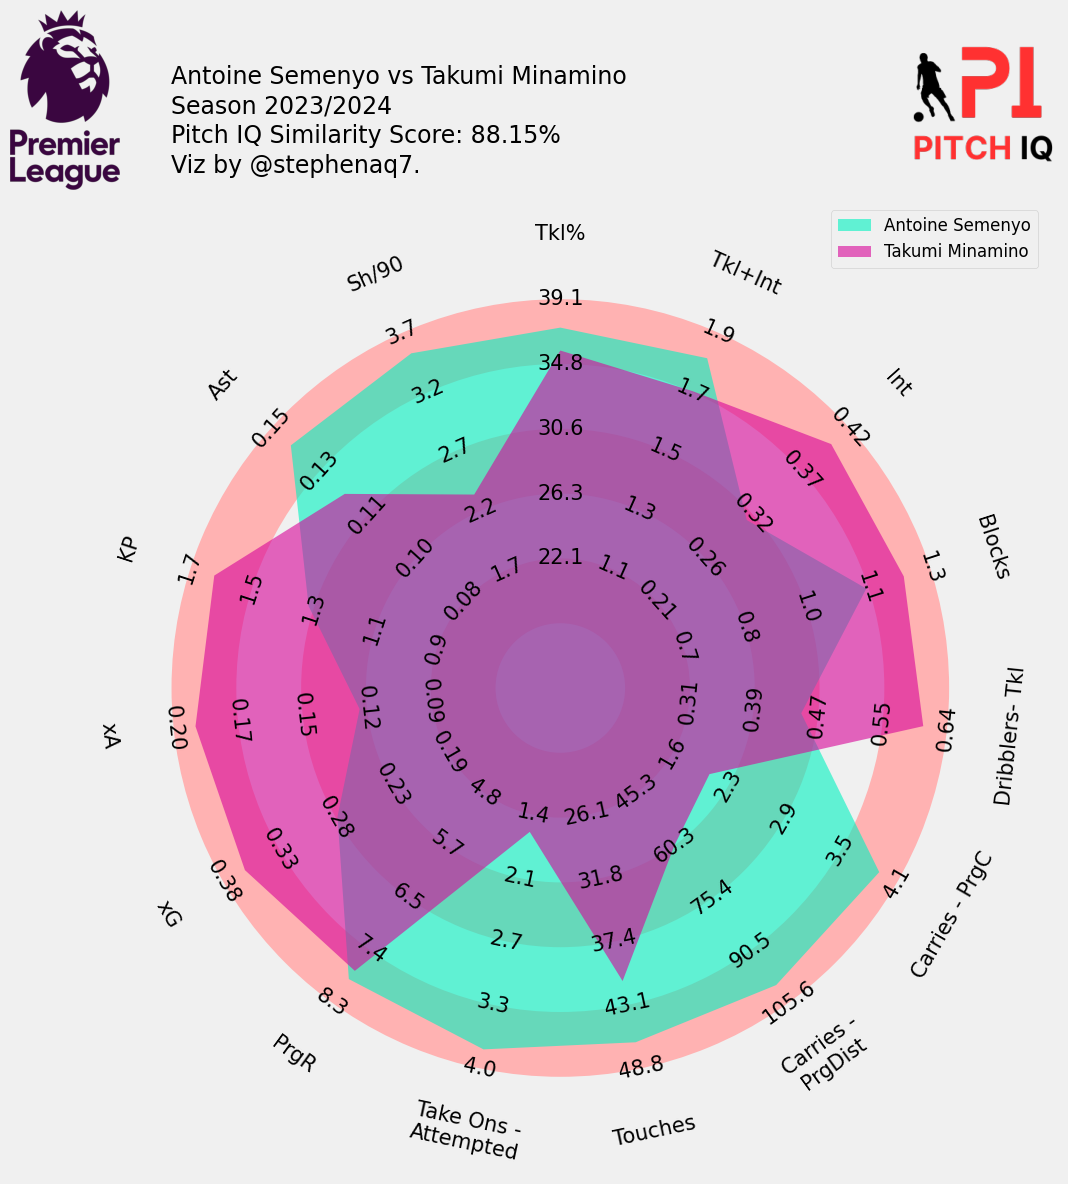 Premier
League
Antoine Semenyo vs Takumi Minamino
Season 2023/2024
Pitch IQ Similarity Score: 88.15%
Viz by @stephenaq7.
PI
PITCH IQ
Antoine Semenyo
Takumi Minamino
Tkl%
39.1
34.8
30.6
26.3
22.1
Tkl+Int
1.9
1.7
1.5
1.3
1.1
Int
0.42
0.37
0.32
0.26
0.21
Blocks
1.3
1.1
1.0
0.8
0.7
Dribblers- Tkl
0.64
0.55
0.47
0.39
0.31
Carries - PrgC
4.1
3.5
2.9
2.3
1.6
Carries -
PrgDist
105.6
90.5
75.4
60.3
45.3
Touches
48.8
43.1
37.4
31.8
26.1
Take Ons -
Attempted
4.0
3.3
2.7
2.1
1.4
PrgR
8.3
7.4
6.5
5.7
4.8
xG
0.38
0.33
0.28
0.23
0.19
xA
0.20
0.17
0.15
0.12
0.09
KP
1.7
1.5
1.3
1.1
0.9
Ast
0.15
0.13
0.11
0.10
0.08
Sh/90
3.7
3.2
2.7
2.2
1.7